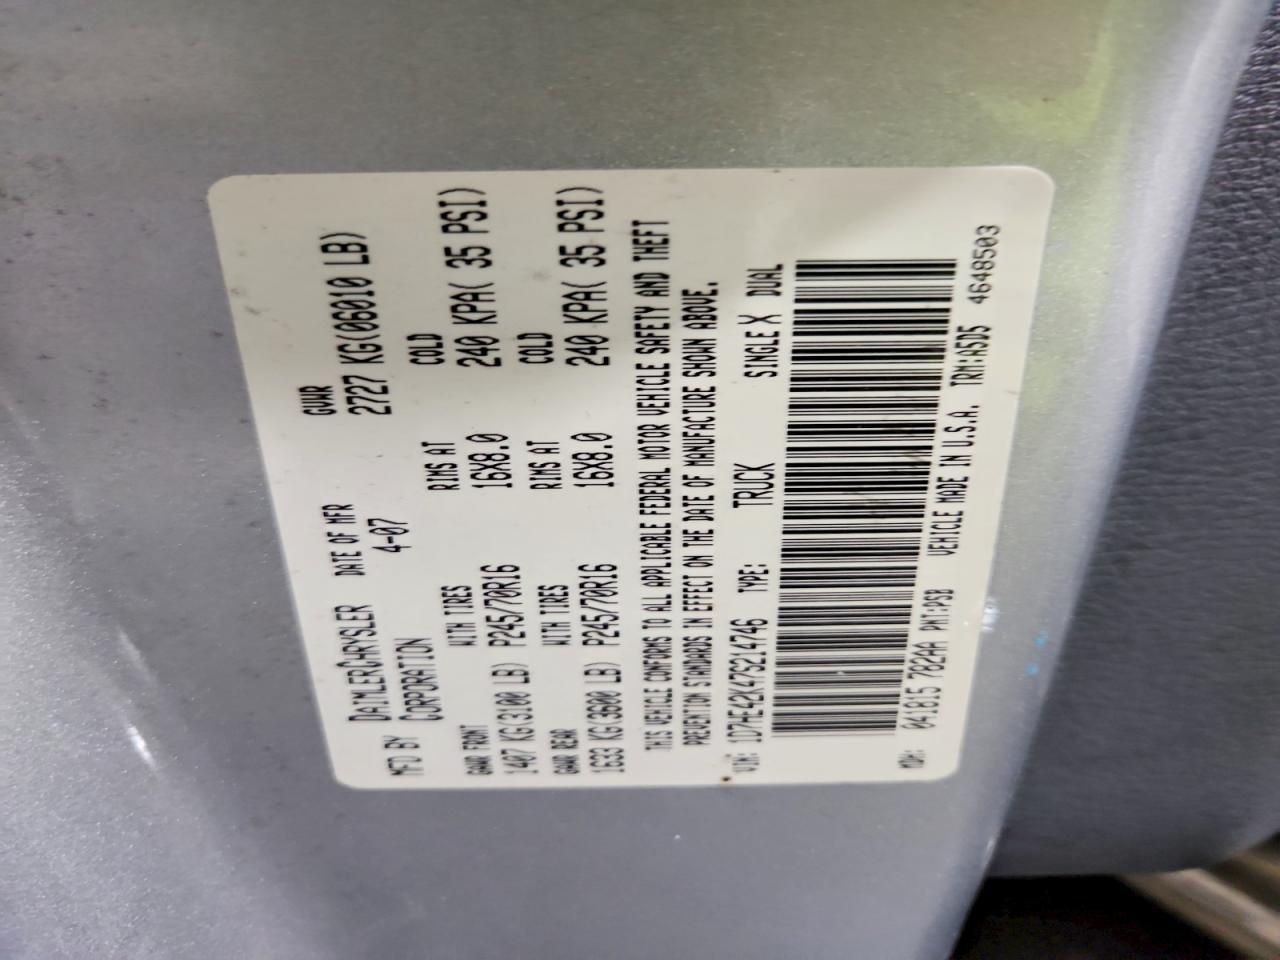 MFD BY DAIMLERCHRYSLER CORPORATION
DATE OF MFR 4-07
GVWR 2727 KG(06010 LB)
GAWR FRONT WITH TIRES RIMS AT COLD
1407 KG(3100 LB) P245/70R16 16X8.0 240 KPA( 35 PSI)
GAWR REAR WITH TIRES RIMS AT COLD
1633 KG(3600 LB) P245/70R16 16X8.0 240 KPA( 35 PSI)
THIS VEHICLE CONFORMS TO ALL APPLICABLE FEDERAL MOTOR VEHICLE SAFETY AND THEFT
PREVENTION STANDARDS IN EFFECT ON THE DATE OF MANUFACTURE SHOWN ABOVE.
VIN: 1D7HE42K47S214746 TYPE: TRUCK SINGLE X DUAL
MDH: 041815 782AA PNT:PSB VEHICLE MADE IN U.S.A. TRM:A5D5 4648503